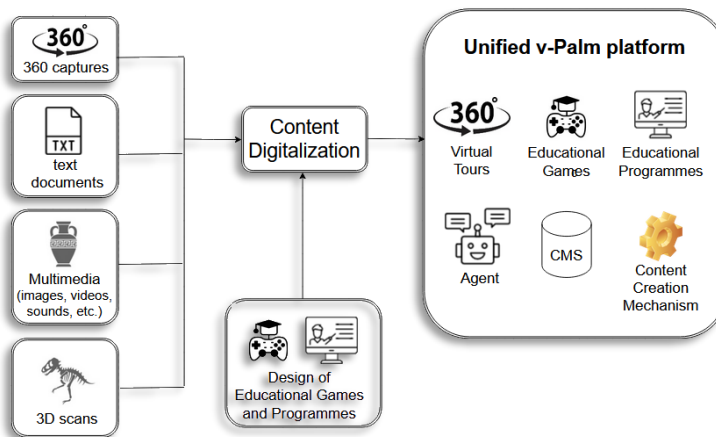 360°
360 captures
TXT
text
documents
Multimedia
(images, videos,
sounds, etc.)
3D scans
Content
Digitalization
Design of
Educational Games
and Programmes
Unified v-Palm platform
360°
Virtual
Tours
Educational
Games
Educational
Programmes
Agent
CMS
Content
Creation
Mechanism